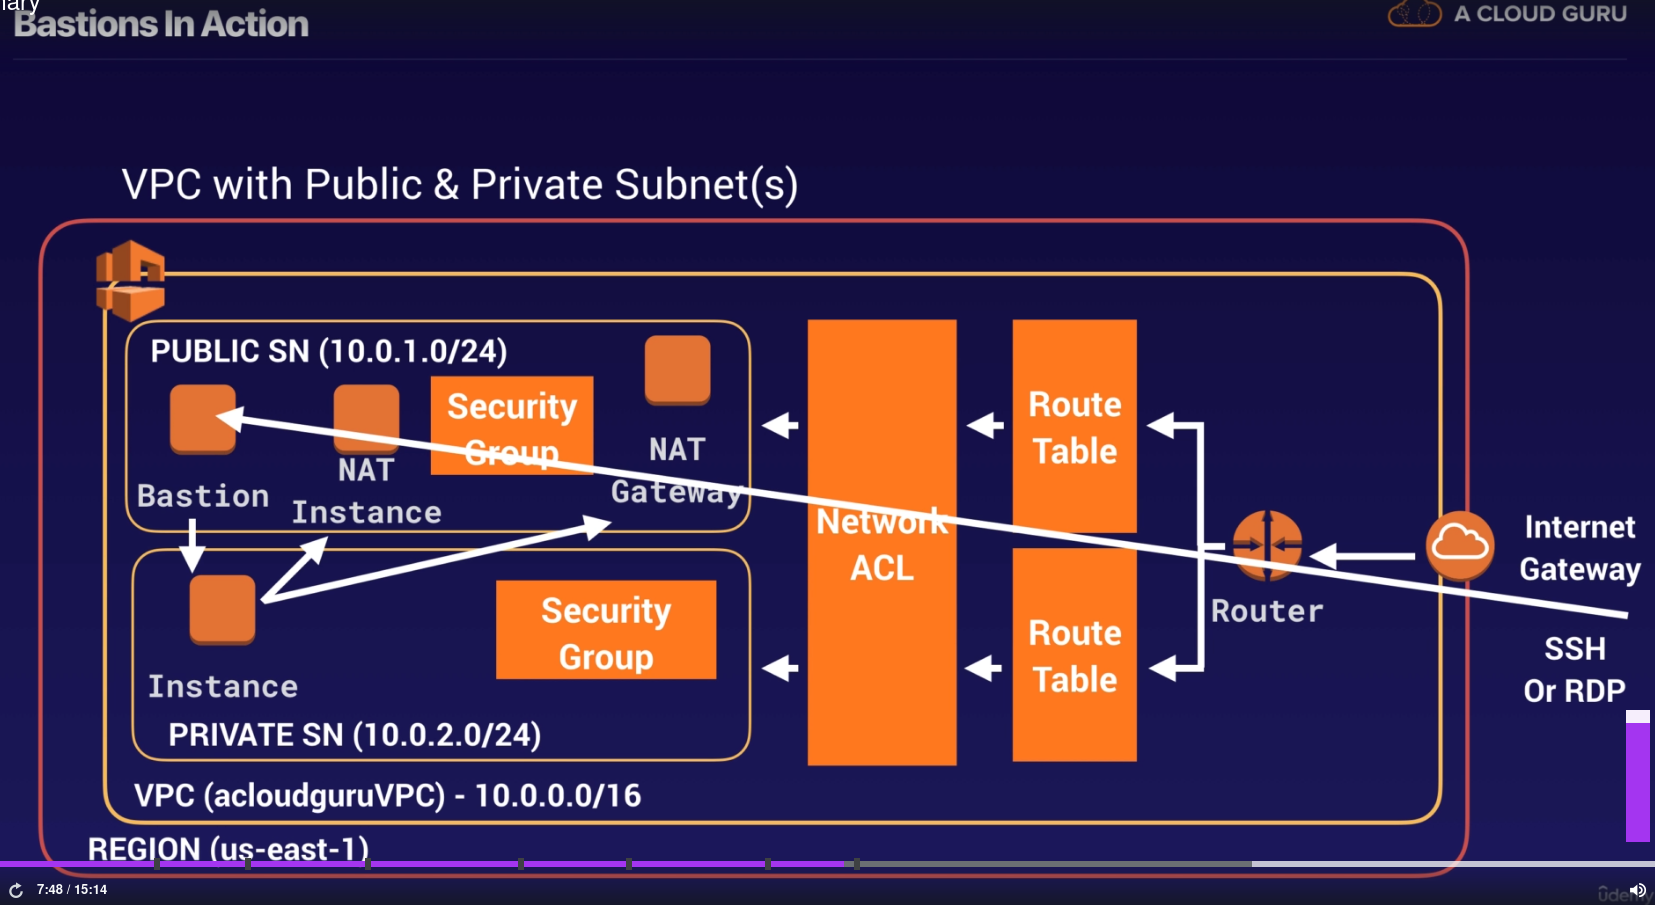 lary
Bastions In Action
A CLOUD GURU
VPC with Public & Private Subnet(s)
PUBLIC SN (10.0.1.0/24)
Security
Group
NAT
Gateway
Bastion
NAT
Instance
Instance
Security
Group
PRIVATE SN (10.0.2.0/24)
Network
ACL
Route
Table
Route
Table
Router
Internet
Gateway
SSH
Or RDP
VPC (acloudguruVPC) - 10.0.0.0/16
REGION (us-east-1)
7:48 / 15:14
ûdemy